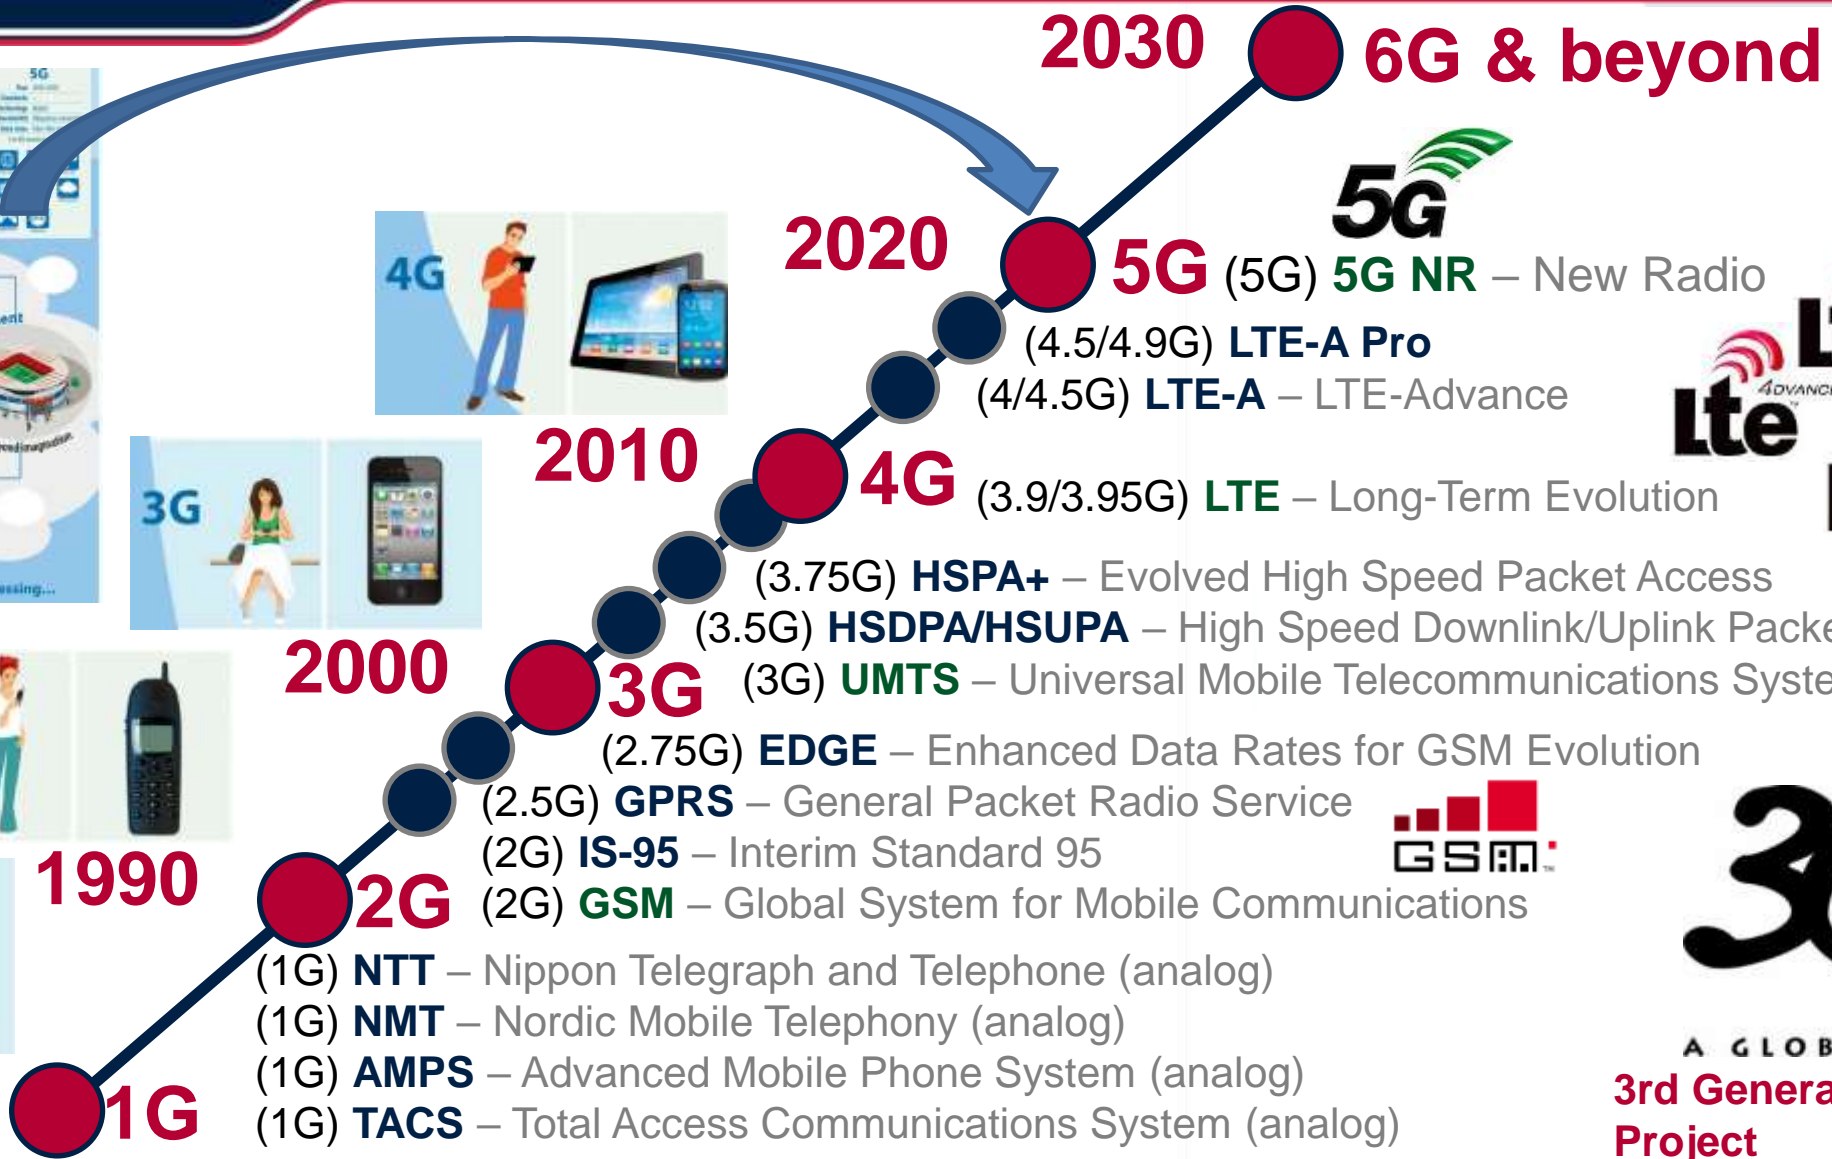 2030
6G & beyond
5G
5G
4G
2020
5G (5G) 5G NR – New Radio
(4.5/4.9G) LTE-A Pro
(4/4.5G) LTE-A – LTE-Advance
Lte
2010
4G (3.9/3.95G) LTE – Long-Term Evolution
3G
(3.75G) HSPA+ – Evolved High Speed Packet Access
(3.5G) HSDPA/HSUPA – High Speed Downlink/Uplink Packe
2000
3G (3G) UMTS – Universal Mobile Telecommunications Syste
(2.75G) EDGE – Enhanced Data Rates for GSM Evolution
(2.5G) GPRS – General Packet Radio Service
(2G) IS-95 – Interim Standard 95
GSM
1990
2G (2G) GSM – Global System for Mobile Communications
(1G) NTT – Nippon Telegraph and Telephone (analog)
(1G) NMT – Nordic Mobile Telephony (analog)
(1G) AMPS – Advanced Mobile Phone System (analog)
1G (1G) TACS – Total Access Communications System (analog)
A GLOB
3rd Genera
Project